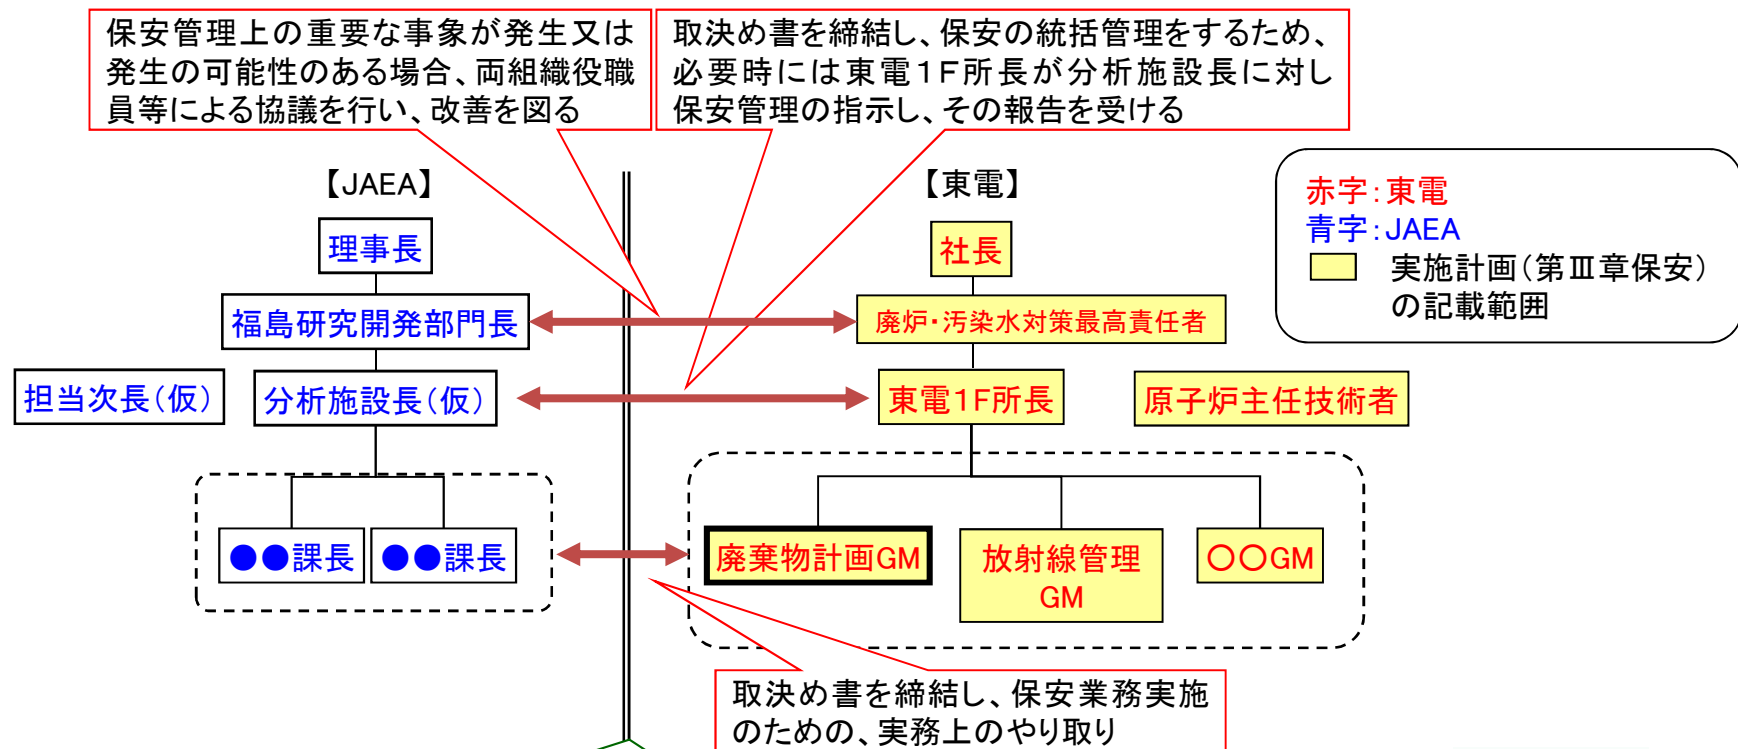 保安管理上の重要な事象が発生又は
発生の可能性のある場合、両組織役職
員等による協議を行い、改善を図る
取決め書を締結し、保安の統括管理をするため、
必要時には東電1F所長が分析施設長に対し
保安管理の指示し、その報告を受ける
【JAEA】
【東電】
赤字:東電
青字:JAEA
実施計画(第Ⅲ章保安)
の記載範囲
理事長
社長
福島研究開発部門長
廃炉・汚染水対策最高責任者
担当次長(仮)
分析施設長(仮)
東電1F所長
原子炉主任技術者
●●課長
●●課長
廃棄物計画GM
放射線管理
GM
〇〇GM
取決め書を締結し、保安業務実施
のための、実務上のやり取り